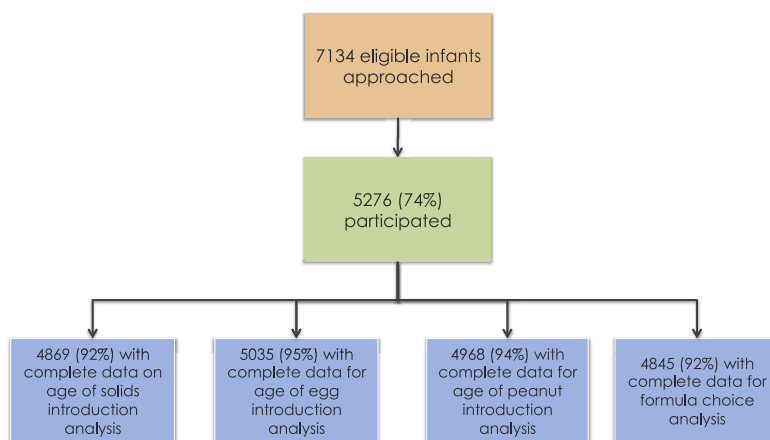 7134 eligible infants
approached
5276 (74%)
participated
4869 (92%) with
complete data on
age of solids
introduction
analysis
5035 (95%) with
complete data for
age of egg
introduction
analysis
4968 (94%) with
complete data for
age of peanut
introduction
analysis
4845 (92%) with
complete data for
formula choice
analysis